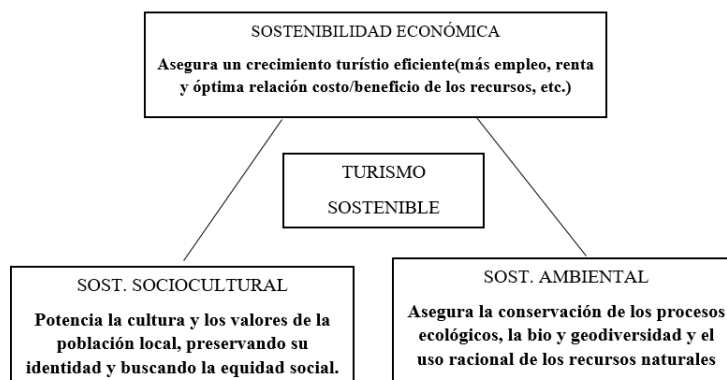 SOSTENIBILIDAD ECONÓMICA
Asegura un crecimiento turístio eficiente(más empleo, renta
y óptima relación costo/beneficio de los recursos, etc.)
TURISMO
SOSTENIBLE
SOST. SOCIOCULTURAL
Potencia la cultura y los valores de la
población local, preservando su
identidad y buscando la equidad social.
SOST. AMBIENTAL
Asegura la conservación de los procesos
ecológicos, la bio y geodiversidad y el
uso racional de los recursos naturales